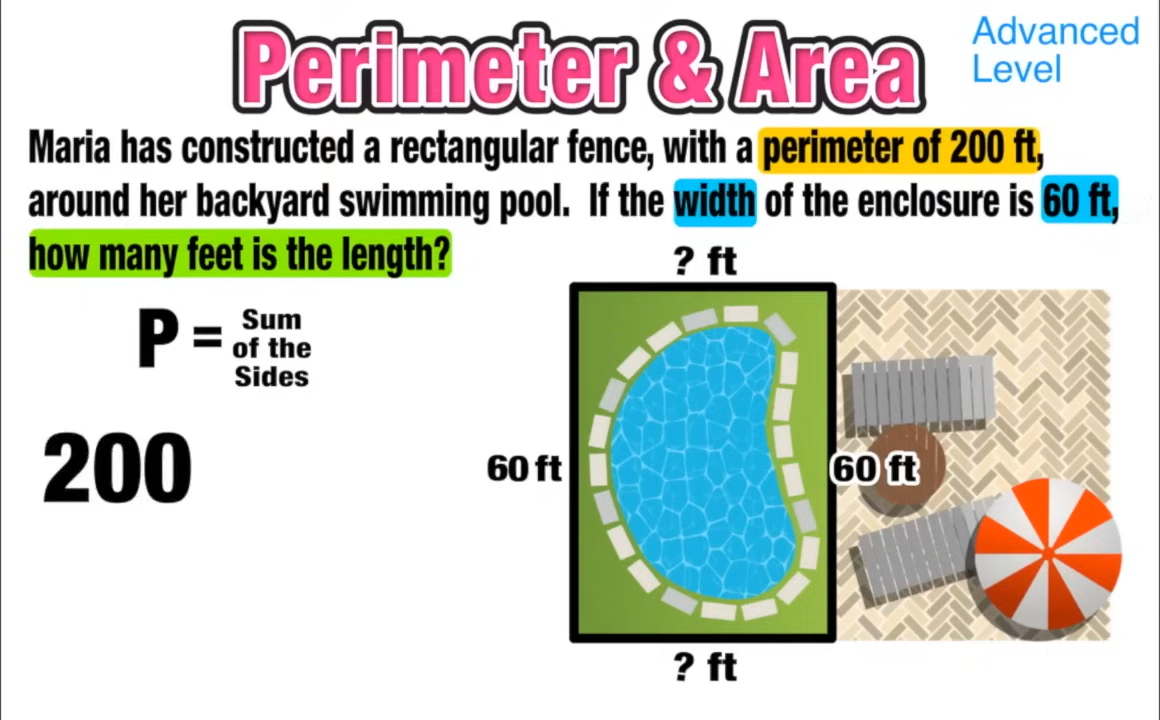 Perimeter & Area
Advanced
Level
Maria has constructed a rectangular fence, with a perimeter of 200 ft,
around her backyard swimming pool. If the width of the enclosure is 60 ft,
how many feet is the length?
? ft
P = Sum
of the
Sides
200
60 ft
60 ft
? ft